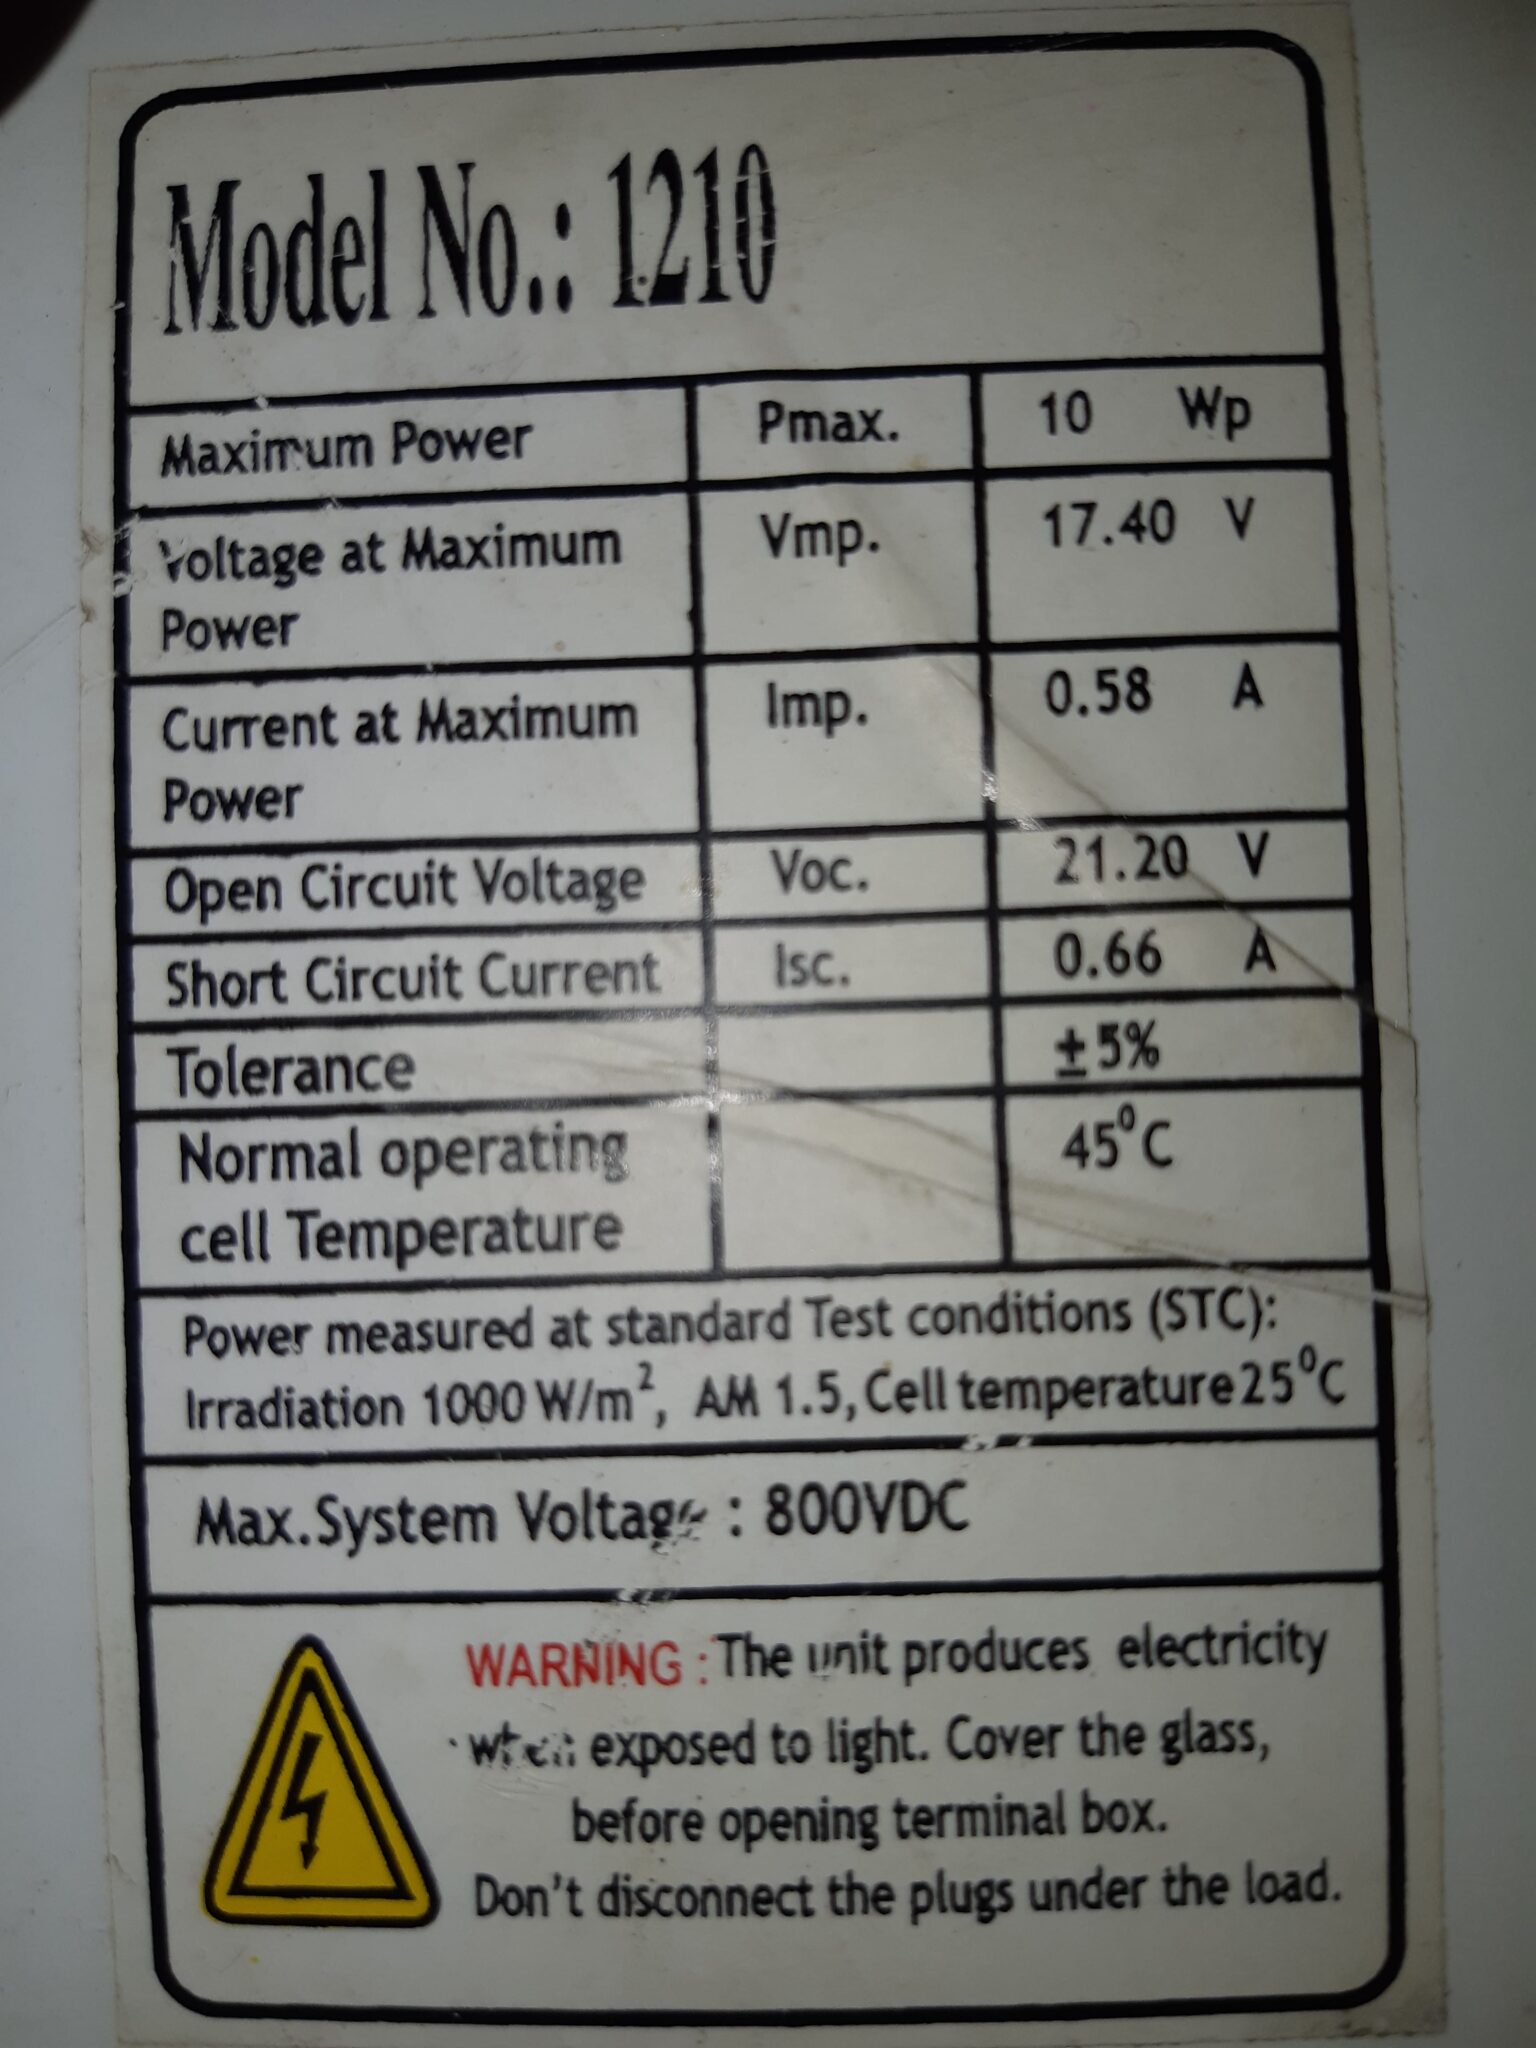 Model No.: 1210
Maximum Power Pmax. 10 Wp
Voltage at Maximum Vmp. 17.40 V
Power
Current at Maximum Imp. 0.58 A
Power
Open Circuit Voltage Voc. 21.20 V
Short Circuit Current Isc. 0.66 A
Tolerance ±5%
Normal operating 45⁰C
cell Temperature
Power measured at standard Test conditions (STC):
Irradiation 1000 W/m², AM 1.5, Cell temperature 25⁰C
Max.System Voltage : 800VDC
WARNING : The unit produces electricity
when exposed to light. Cover the glass,
before opening terminal box.
Don't disconnect the plugs under the load.